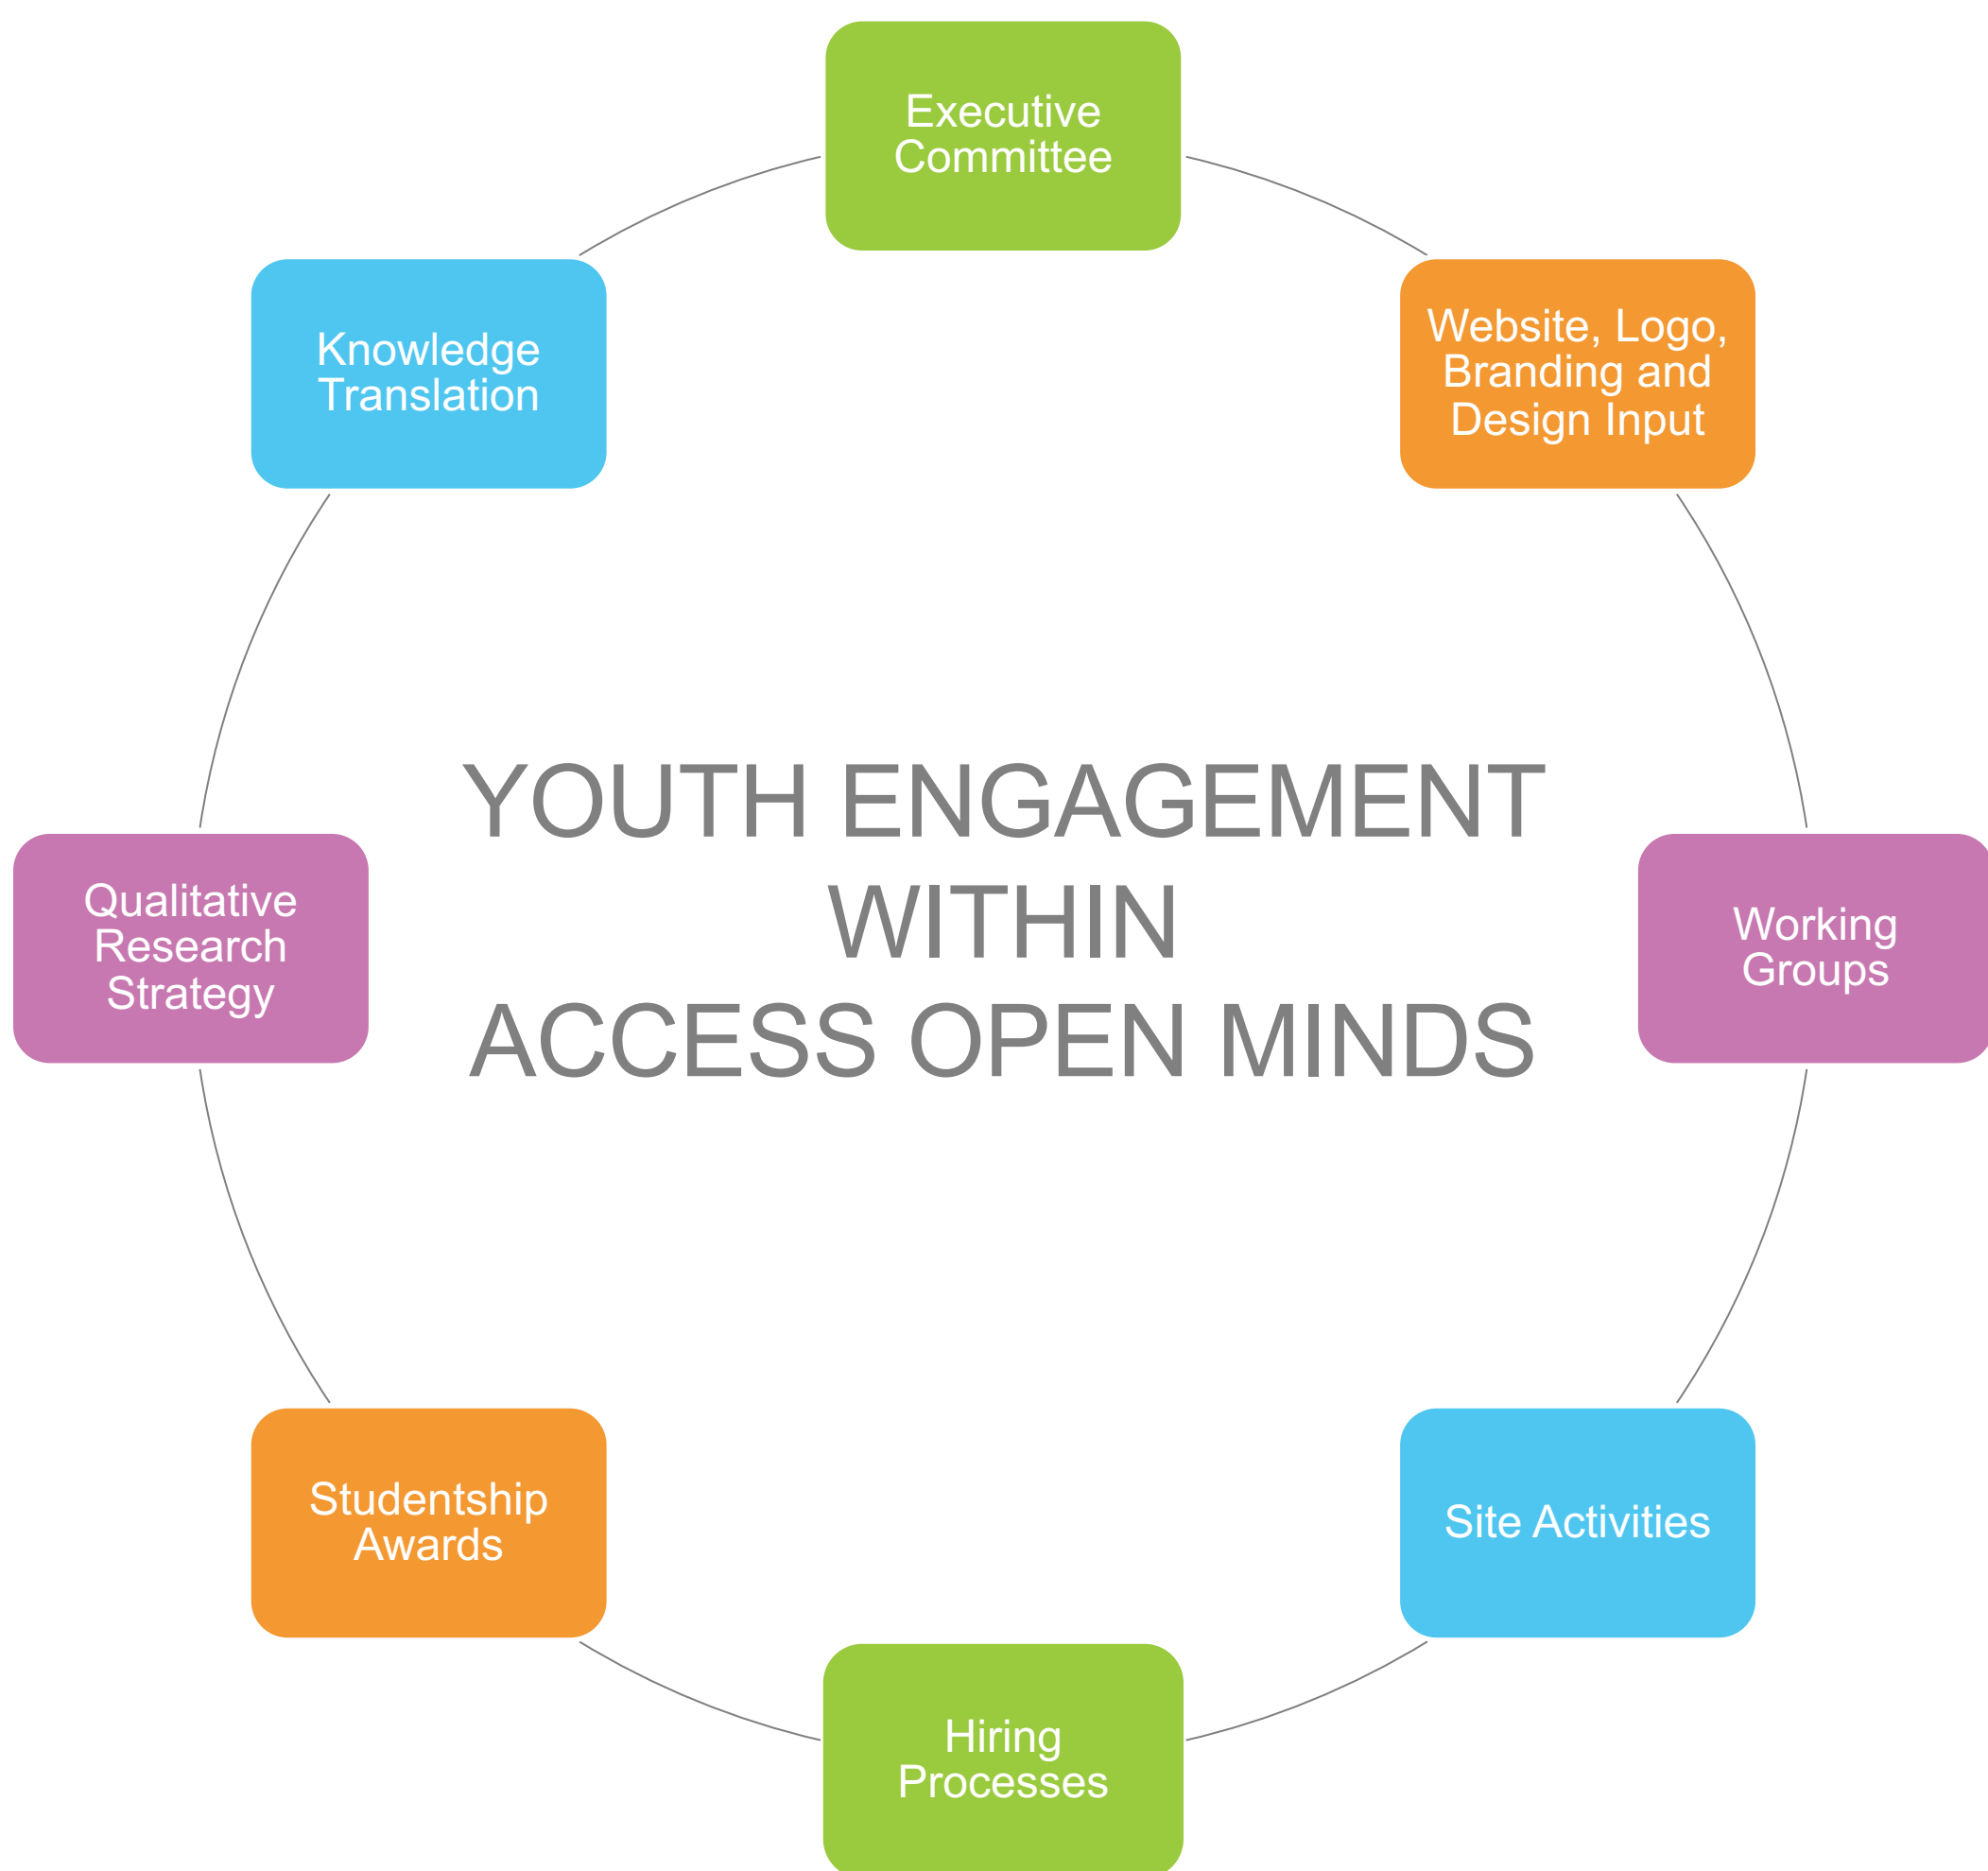 Executive
Committee
Website, Logo,
Branding and
Design Input
Knowledge
Translation
YOUTH ENGAGEMENT
WITHIN
ACCESS OPEN MINDS
Qualitative
Research
Strategy
Working
Groups
Studentship
Awards
Site Activities
Hiring
Processes